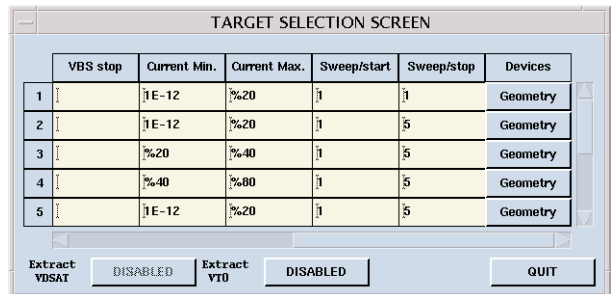 TARGET SELECTION SCREEN
VBS stop Current Min. Current Max. Sweep/start Sweep/stop Devices
1 1E-12 %20 1 1 Geometry
2 1E-12 %20 1 5 Geometry
3 %20 %40 1 5 Geometry
4 %40 %80 1 5 Geometry
5 1E-12 %20 1 5 Geometry
Extract VDSAT DISABLED Extract VT0 DISABLED QUIT